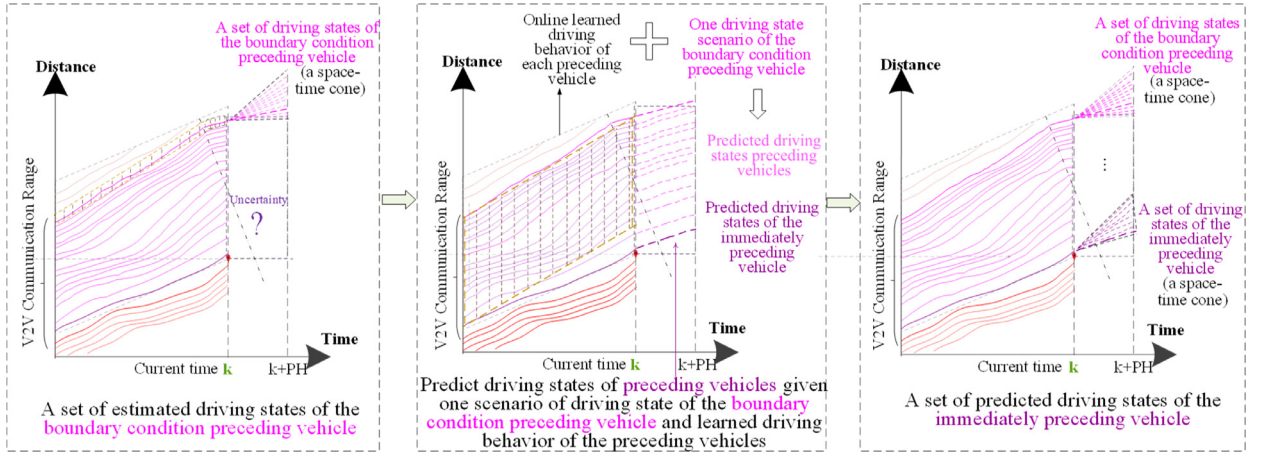 A set of driving states of
the boundary condition
preceding vehicle
(a space-
time cone)
Distance
V2V Communication Range
Uncertainty
?
Time
Current time k
k+PH
A set of estimated driving states of the
boundary condition preceding vehicle
Online learned
driving
behavior of
each preceding
vehicle
One driving state
scenario of the
boundary condition
preceding vehicle
Distance
V2V Communication Range
Predicted driving
states preceding
vehicles
Predicted driving
states of the
immediately
preceding
vehicle
Time
Current time k
k+PH
Predict driving states of preceding vehicles given
one scenario of driving state of the boundary
condition preceding vehicle and learned driving
behavior of the preceding vehicles
A set of driving states
of the boundary
condition preceding
vehicle
(a space-
time cone)
Distance
V2V Communication Range
⋮
A set of driving
states of the
immediately
preceding
vehicle
(a space-
time cone)
Time
Current time k
k+PH
A set of predicted driving states of the
immediately preceding vehicle